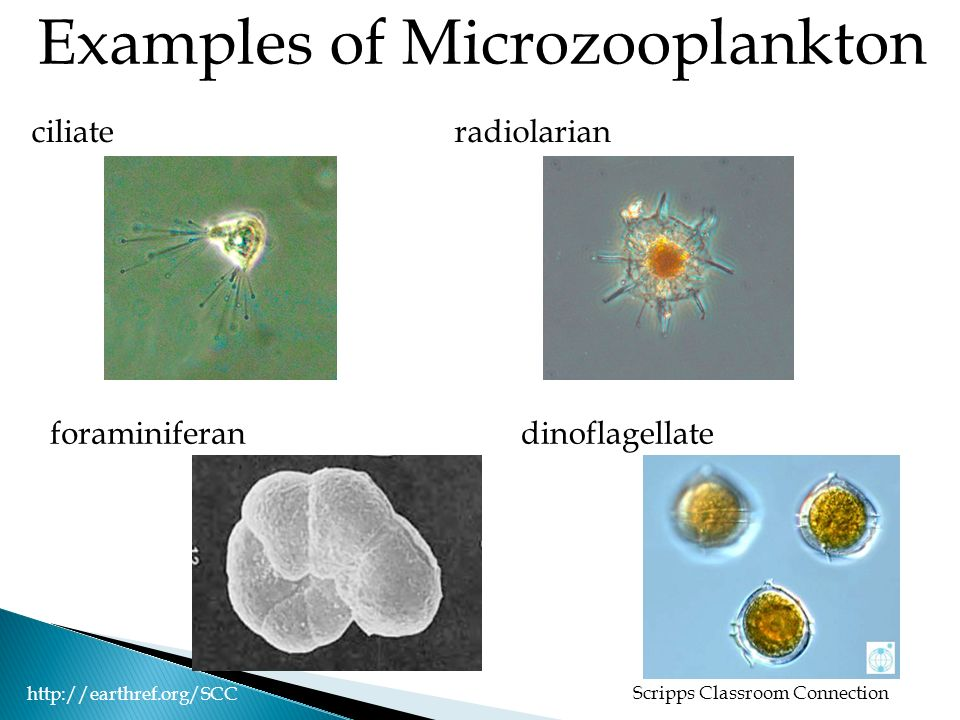 Examples of Microzooplankton
ciliate
radiolarian
foraminiferan
dinoflagellate
http://earthref.org/SCC
Scripps Classroom Connection